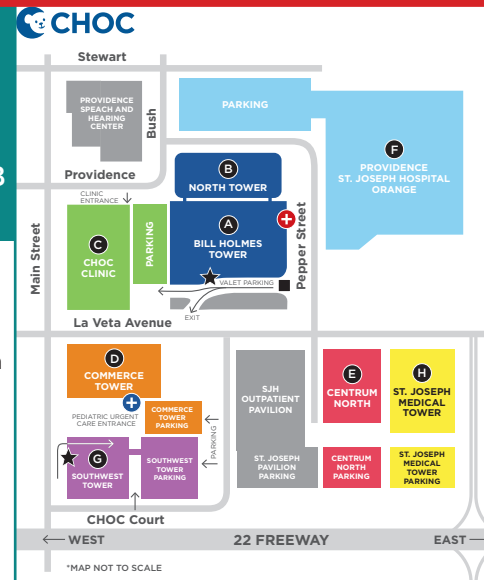 CHOC
Stewart
PROVIDENCE
SPEACH AND
HEARING
CENTER
Bush
PARKING
F
PROVIDENCE
ST. JOSEPH HOSPITAL
ORANGE
B
NORTH TOWER
Providence
CLINIC
ENTRANCE
Main Street
C
CHOC
CLINIC
PARKING
A
BILL HOLMES
TOWER
Pepper Street
VALET PARKING
EXIT
La Veta Avenue
D
COMMERCE
TOWER
PEDIATRIC URGENT
CARE ENTRANCE
COMMERCE
TOWER
PARKING
PARKING
G
SOUTHWEST
TOWER
SOUTHWEST
TOWER
PARKING
SJH
OUTPATIENT
PAVILION
ST. JOSEPH
PAVILION
PARKING
E
CENTRUM
NORTH
CENTRUM
NORTH
PARKING
H
ST. JOSEPH
MEDICAL
TOWER
ST. JOSEPH
MEDICAL
TOWER
PARKING
CHOC Court
WEST
22 FREEWAY
EAST
*MAP NOT TO SCALE